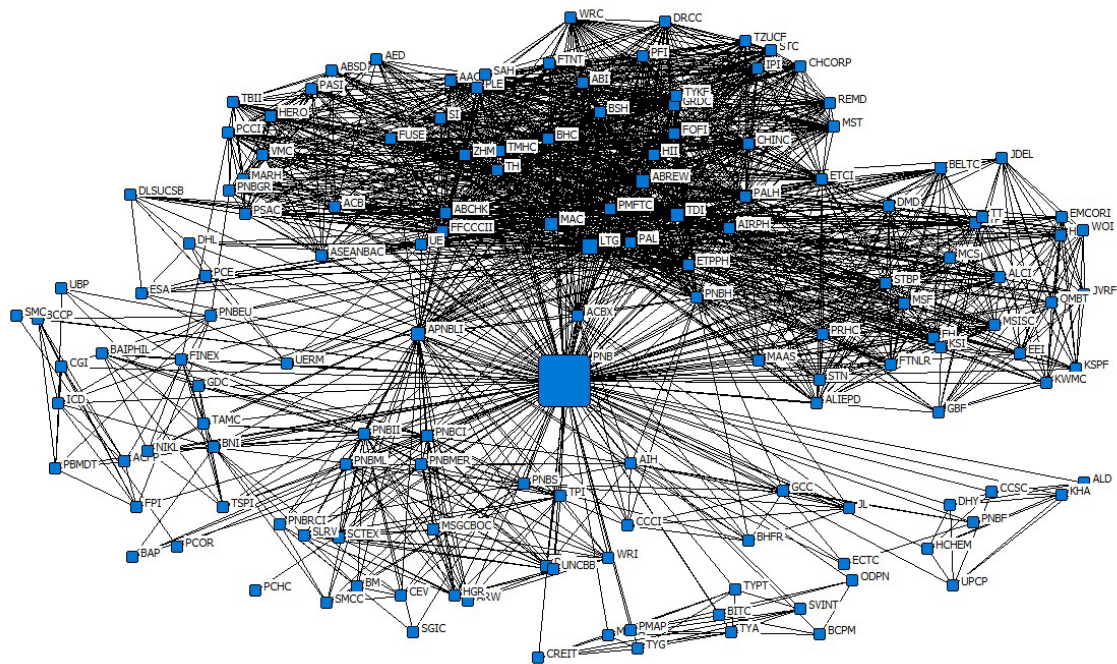 WRC
DRCC
TZUCF
STC
PFI
FTNT
IPI
CHCORP
AED
ABSD
SAH
PLE
ABI
PASI
TYKF
GRDC
REMD
TBII
HERO
SI
BSH
MST
PCCI
FUSE
BHC
FOFI
CHINC
VMC
ZHM
TMHC
HII
TH
BELTC
JDEL
MARH
ABREW
ETCI
PNBGR
DLSUCSB
PALH
PSAC
ACB
ABCHK
PMFTC
DMD
MAC
TDI
EMCORI
FFCCCII
AIRPH
WOI
UE
LTG
PAL
DHL
ASEANBAC
MCS
ETPPH
PCE
STBP
ALCI
ESA
PNBH
JVRF
UBP
MSF
QMBT
SMC
PNBEU
ACBX
MSISC
APNBLI
PRHC
KSI
BAIPHIL
FINEX
UERM
PNB
MAAS
EEI
CGI
FTNLR
KSPF
GDC
STN
KWMC
ICD
ALIEPD
GBF
TAMC
PNBII
PNBCI
NIKL
BNI
PBMDT
PNBML
PNBMER
AIH
PNBS
ALD
GCC
CCSC
KHA
FPI
TSPI
TPI
JL
DHY
PNBRCI
CCCI
PNBF
SLRV
SCTEX
MSGCBOC
BHFR
BAP
PCOR
HCHEM
WRI
UNCBB
ECTC
PCHC
BM
ODPN
UPCP
SMCC
CEV
HGR
TYPT
SVINT
BITC
SGIC
PMAP
TYA
BCPM
TYG
CREIT